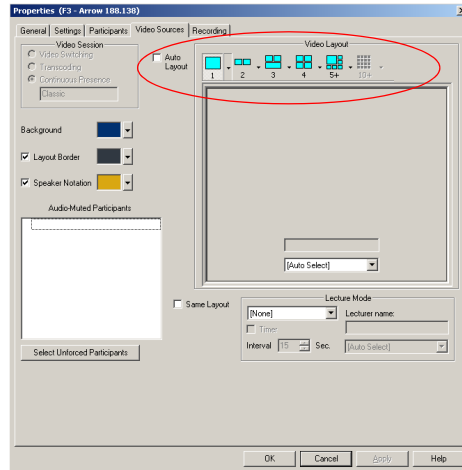 Properties (F3 - Arrow 188.138)
General Settings Participants Video Sources Recording
Video Session
Video Switching
Transcoding
Continuous Presence
Classic
Auto Layout
Video Layout
1 2 3 4 5+ 10+
Background
Layout Border
Speaker Notation
Audio-Muted Participants
[Auto Select]
Same Layout
Lecture Mode
[None]
Lecturer name:
Timer
Interval 15 Sec.
[Auto Select]
Select Unforced Participants
OK Cancel Apply Help